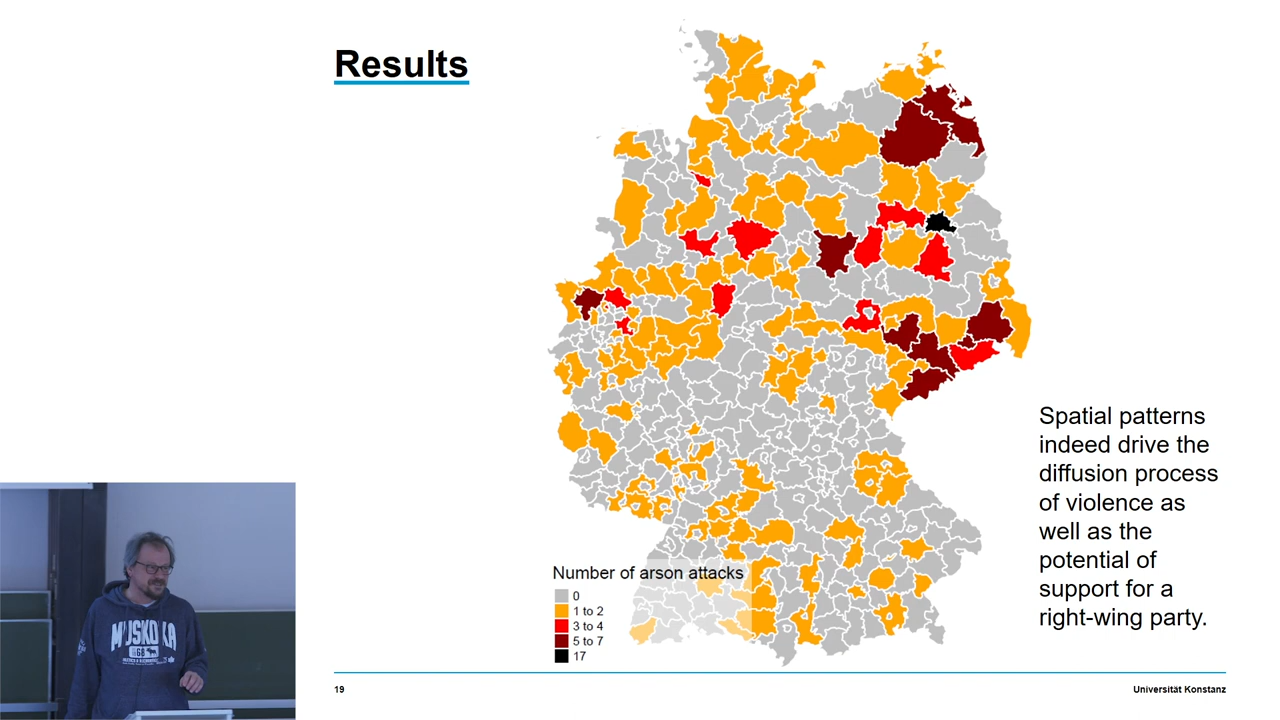 Results
Spatial patterns
indeed drive the
diffusion process
of violence as
well as the
potential of
support for a
right-wing party.
Number of arson attacks
0
1 to 2
3 to 4
5 to 7
17
MUSKOKA
68
19
Universität Konstanz